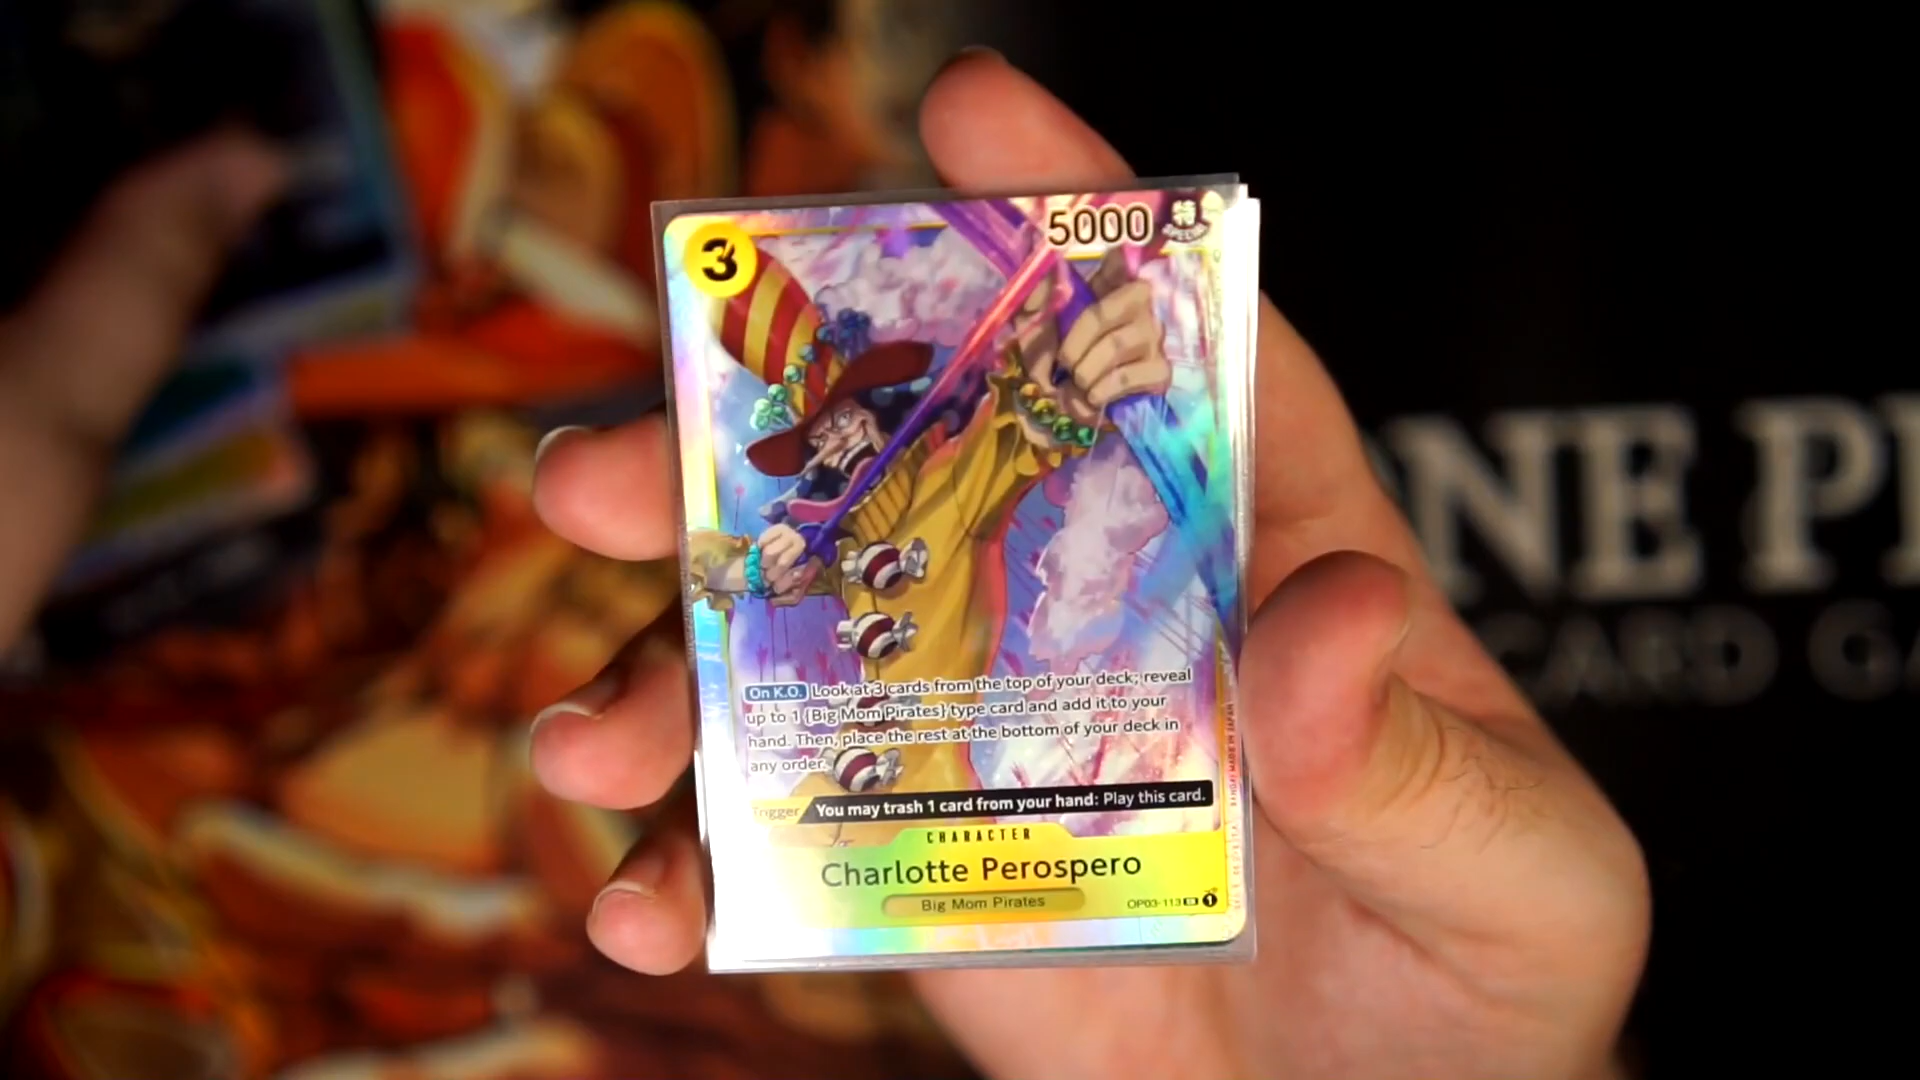 3
5000
特
SPECIAL
On K.O. Look at 3 cards from the top of your deck; reveal
up to 1 {Big Mom Pirates} type card and add it to your
hand. Then, place the rest at the bottom of your deck in
any order.
Trigger You may trash 1 card from your hand: Play this card.
CHARACTER
Charlotte Perospero
Big Mom Pirates
OP03-113 1
NE PI
CARD GA